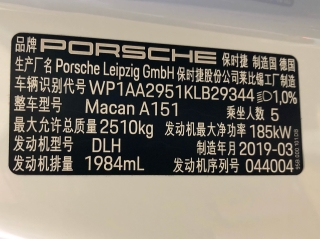 品牌 PORSCHE 保时捷 制造国 德国
生产厂名 Porsche Leipzig GmbH 保时捷股份公司莱比锡工厂制造
车辆识别代号 WP1AA2951KLB29344 1,0%
整车型号 Macan A151 乘坐人数 5
最大允许总质量 2510kg 发动机最大净功率 185kW
发动机型号 DLH 制造年月 2019-03
发动机排量 1984mL 发动机序列号 044004